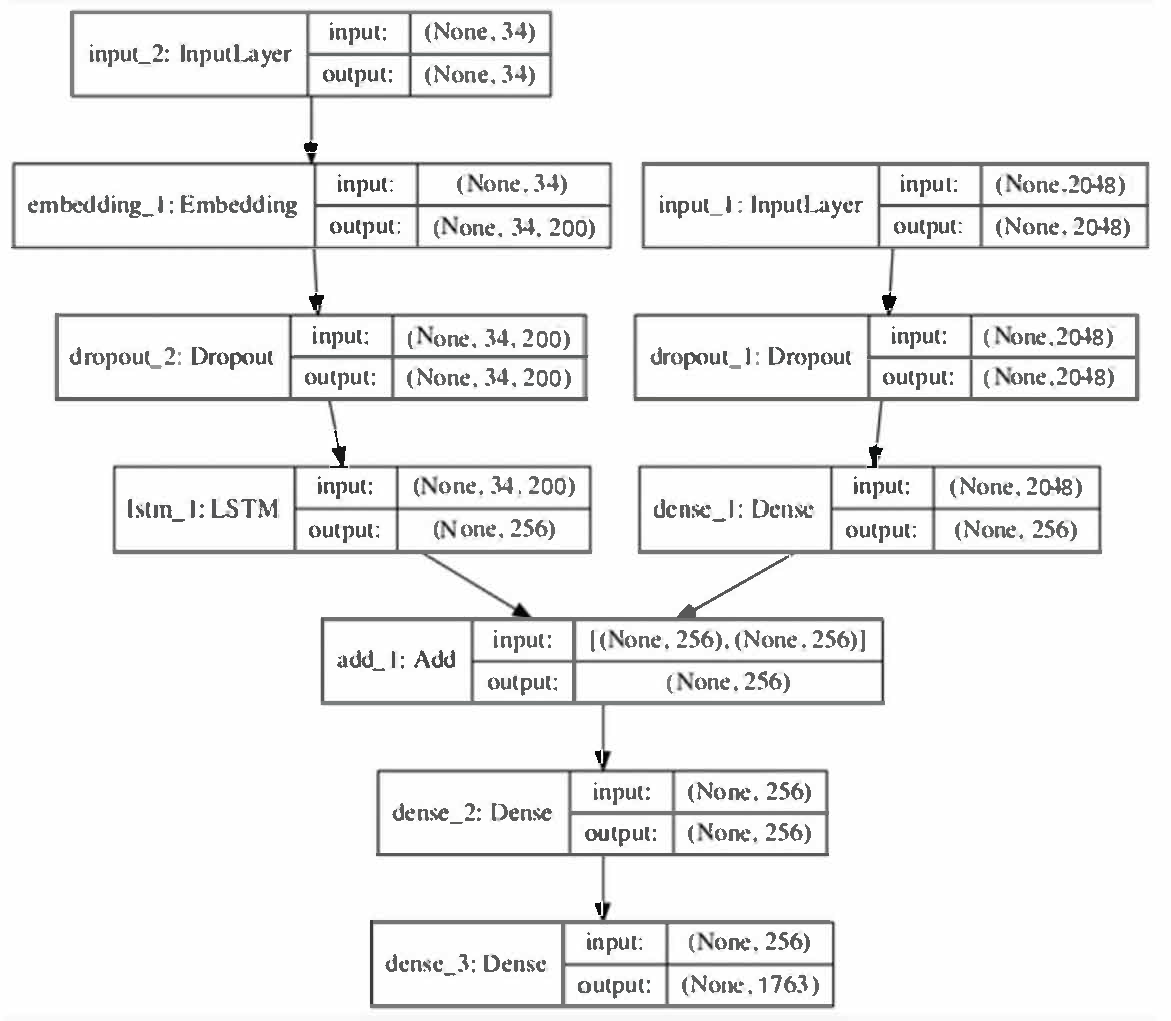 input_2: InputLayer
input: (None, 34)
output: (None, 34)
embedding_1: Embedding
input: (None, 34)
output: (None, 34, 200)
input_1: InputLayer
input: (None,2048)
output: (None, 2048)
dropout_2: Dropout
input: (None, 34, 200)
output: (None, 34, 200)
dropout_1: Dropout
input: (None,2048)
output: (None,2048)
lstm_1: LSTM
input: (None, 34, 200)
output: (None, 256)
dense_1: Dense
input: (None, 2048)
output: (None, 256)
add_1: Add
input: [(None, 256), (None, 256)]
output: (None, 256)
dense_2: Dense
input: (None, 256)
output: (None, 256)
dense_3: Dense
input: (None, 256)
output: (None, 1763)